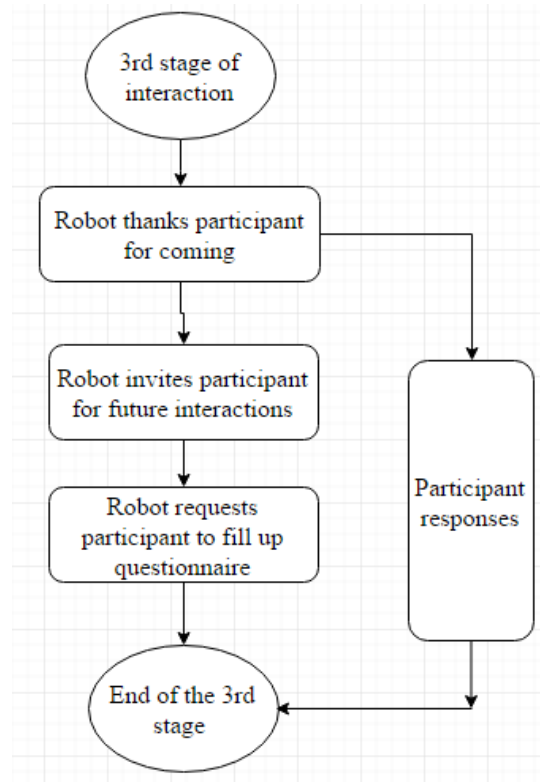 3rd stage of
interaction
Robot thanks participant
for coming
Robot invites participant
for future interactions
Robot requests
participant to fill up
questionnaire
Participant
responses
End of the 3rd
stage